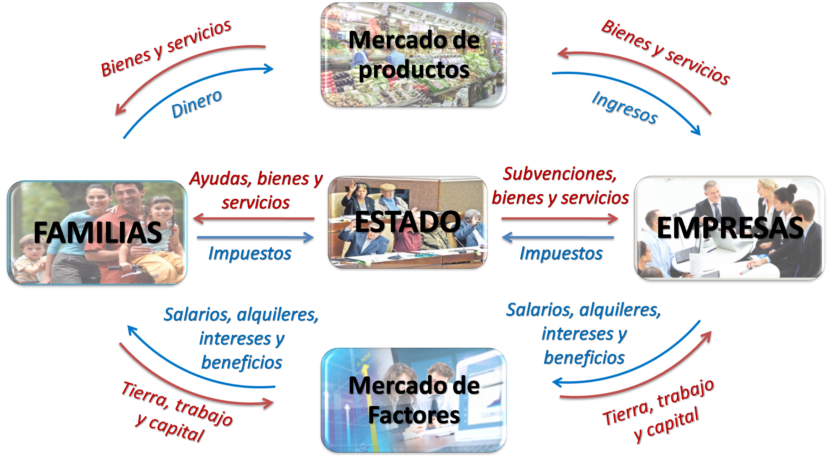 Bienes y servicios
Mercado de
productos
Bienes y servicios
Dinero
Ingresos
Ayudas, bienes y
servicios
Subvenciones,
bienes y servicios
FAMILIAS
ESTADO
EMPRESAS
Impuestos
Impuestos
Salarios, alquileres,
intereses y
beneficios
Salarios, alquileres,
intereses y
beneficios
Mercado de
Factores
Tierra, trabajo
y capital
Tierra, trabajo
y capital